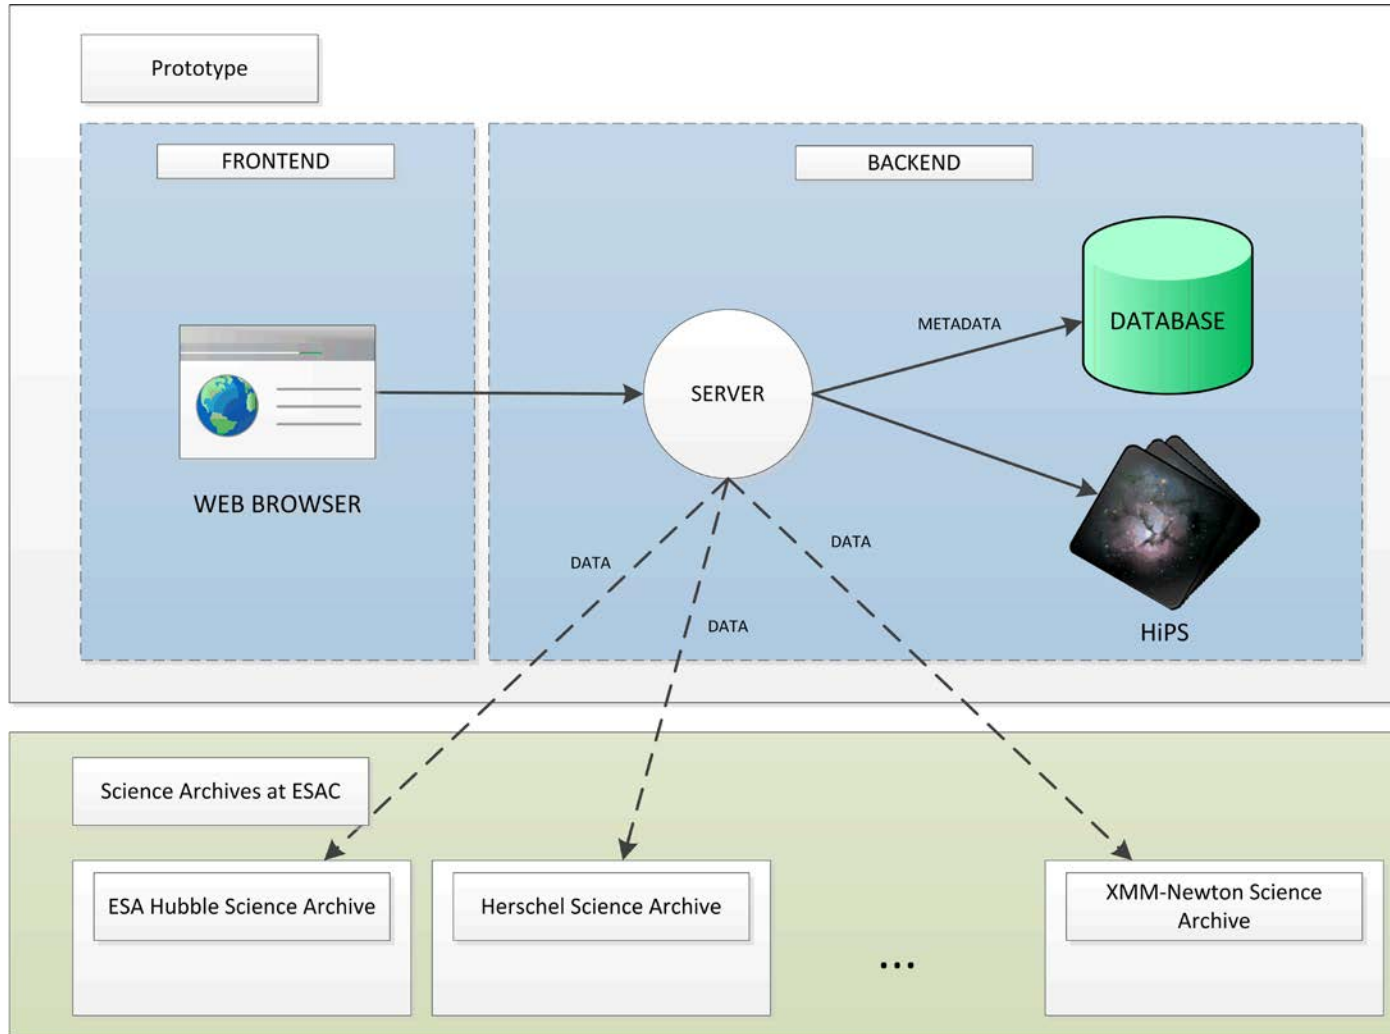 Prototype
FRONTEND
BACKEND
METADATA
DATABASE
SERVER
WEB BROWSER
DATA
DATA
DATA
HiPS
Science Archives at ESAC
ESA Hubble Science Archive
Herschel Science Archive
...
XMM-Newton Science
Archive